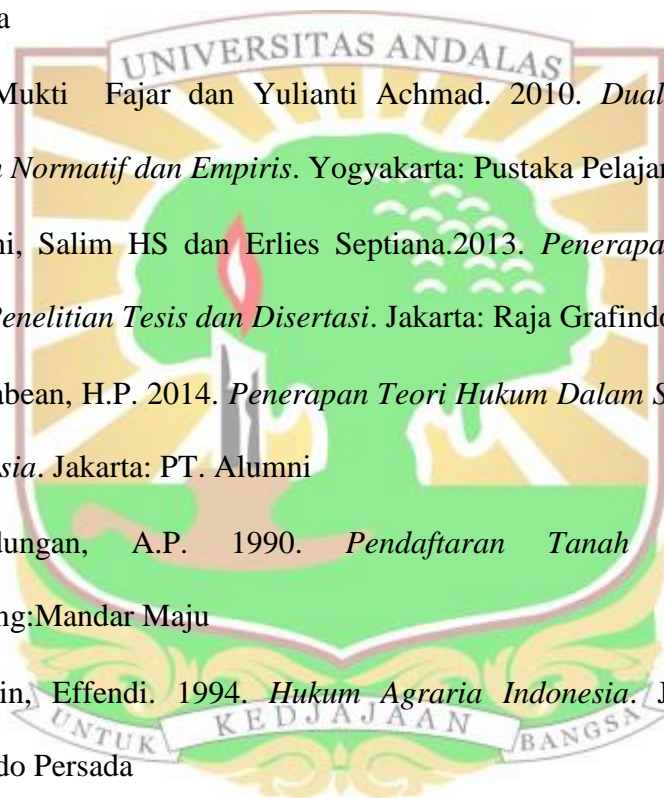 a
UNIVERSITAS ANDALAS
Mukti Fajar dan Yulianti Achmad. 2010. Dual
n Normatif dan Empiris. Yogyakarta: Pustaka Pelajar
ni, Salim HS dan Erlies Septiana.2013. Penerapa
Penelitian Tesis dan Disertasi. Jakarta: Raja Grafindo
abean, H.P. 2014. Penerapan Teori Hukum Dalam S
sia. Jakarta: PT. Alumni
dungan, A.P. 1990. Pendaftaran Tanah
ng:Mandar Maju
in, Effendi. 1994. Hukum Agraria Indonesia. J
UNTUK KEDJAJAAN BANGSA
do Persada